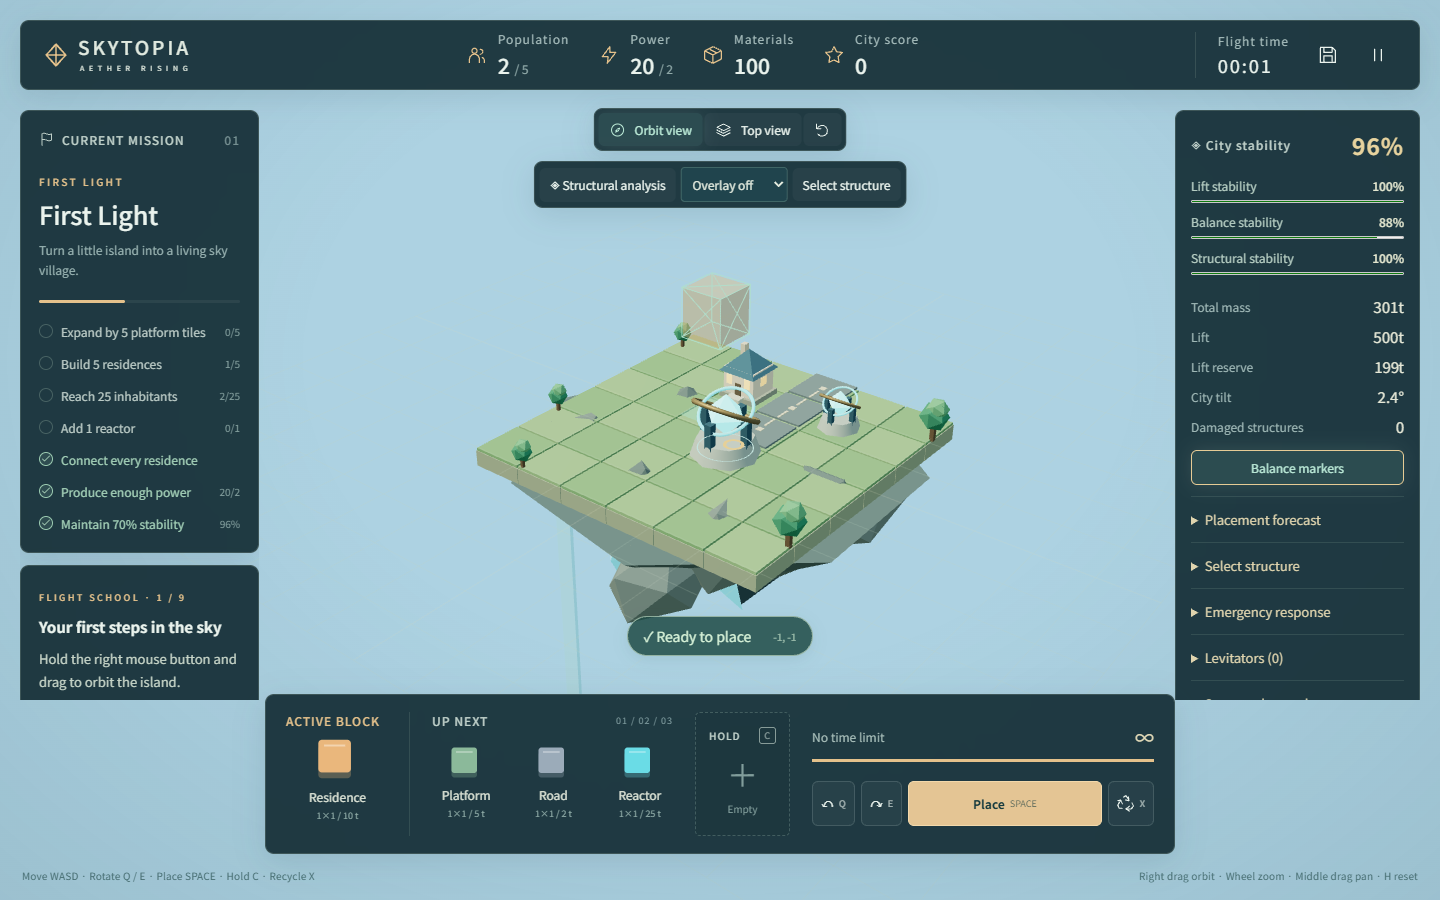 SKYTOPIA
AETHER RISING
Population
2 / 5
Power
20 / 2
Materials
100
City score
0
Flight time
00:01
CURRENT MISSION 01
FIRST LIGHT
First Light
Turn a little island into a living sky
village.
Expand by 5 platform tiles 0/5
Build 5 residences 1/5
Reach 25 inhabitants 2/25
Add 1 reactor 0/1
Connect every residence
Produce enough power 20/2
Maintain 70% stability 96%
FLIGHT SCHOOL · 1 / 9
Your first steps in the sky
Hold the right mouse button and
drag to orbit the island.
Orbit view
Top view
◈ Structural analysis
Overlay off
Select structure
✓ Ready to place -1, -1
◈ City stability 96%
Lift stability 100%
Balance stability 88%
Structural stability 100%
Total mass 301t
Lift 500t
Lift reserve 199t
City tilt 2.4°
Damaged structures 0
Balance markers
▶ Placement forecast
▶ Select structure
▶ Emergency response
▶ Levitators (0)
ACTIVE BLOCK
Residence
1×1 / 10 t
UP NEXT 01 / 02 / 03
Platform
1×1 / 5 t
Road
1×1 / 2 t
Reactor
1×1 / 25 t
HOLD C
Empty
No time limit ∞
Q
E
Place SPACE
X
Move WASD · Rotate Q / E · Place SPACE · Hold C · Recycle X
Right drag orbit · Wheel zoom · Middle drag pan · H reset